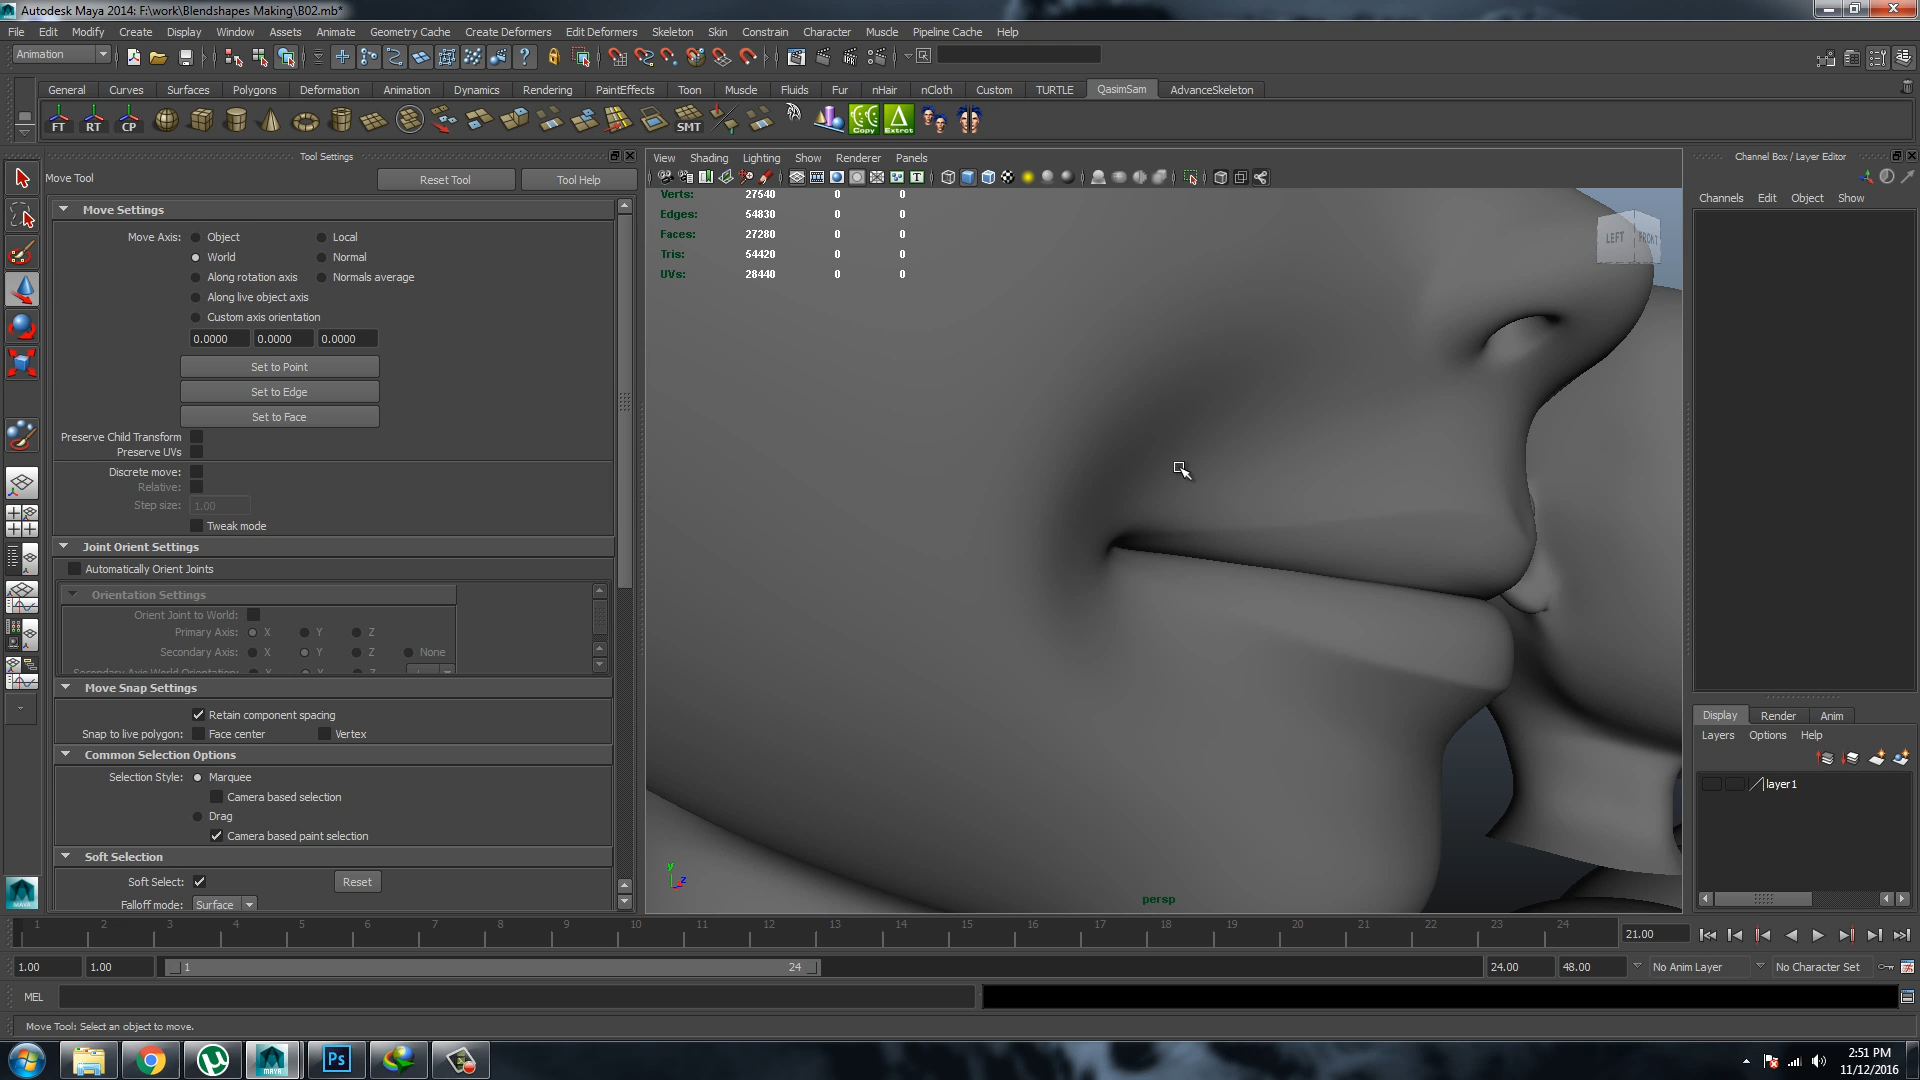 Autodesk Maya 2014: F:\work\Blendshapes Making\B02.mb*
File Edit Modify Create Display Window Assets Animate Geometry Cache Create Deformers Edit Deformers Skeleton Skin Constrain Character Muscle Pipeline Cache Help
Animation
General Curves Surfaces Polygons Deformation Animation Dynamics Rendering PaintEffects Toon Muscle Fluids Fur nHair nCloth Custom TURTLE QasimSam AdvanceSkeleton
FT RT CP SMT Copy Extrct
Tool Settings
Move Tool Reset Tool Tool Help
Move Settings
Move Axis: Object Local
World Normal
Along rotation axis Normals average
Along live object axis
Custom axis orientation
0.0000 0.0000 0.0000
Set to Point
Set to Edge
Set to Face
Preserve Child Transform
Preserve UVs
Discrete move:
Relative:
Step size: 1.00
Tweak mode
Joint Orient Settings
Automatically Orient Joints
Orientation Settings
Orient Joint to World:
Primary Axis: X Y Z
Secondary Axis: X Y Z None
Secondary Axis World Orientation: X Y Z
Move Snap Settings
Retain component spacing
Snap to live polygon: Face center Vertex
Common Selection Options
Selection Style: Marquee
Camera based selection
Drag
Camera based paint selection
Soft Selection
Soft Select: Reset
Falloff mode: Surface
View Shading Lighting Show Renderer Panels
Verts: 27540 0 0
Edges: 54830 0 0
Faces: 27280 0 0
Tris: 54420 0 0
UVs: 28440 0 0
LEFT FRONT
y
z
persp
Channel Box / Layer Editor
Channels Edit Object Show
Display Render Anim
Layers Options Help
layer1
1 2 3 4 5 6 7 8 9 10 11 12 13 14 15 16 17 18 19 20 21 22 23 24
21.00
1.00 1.00 1 24 24.00 48.00 No Anim Layer No Character Set
MEL
Move Tool: Select an object to move.
MAYA
Ps
2:51 PM
11/12/2016